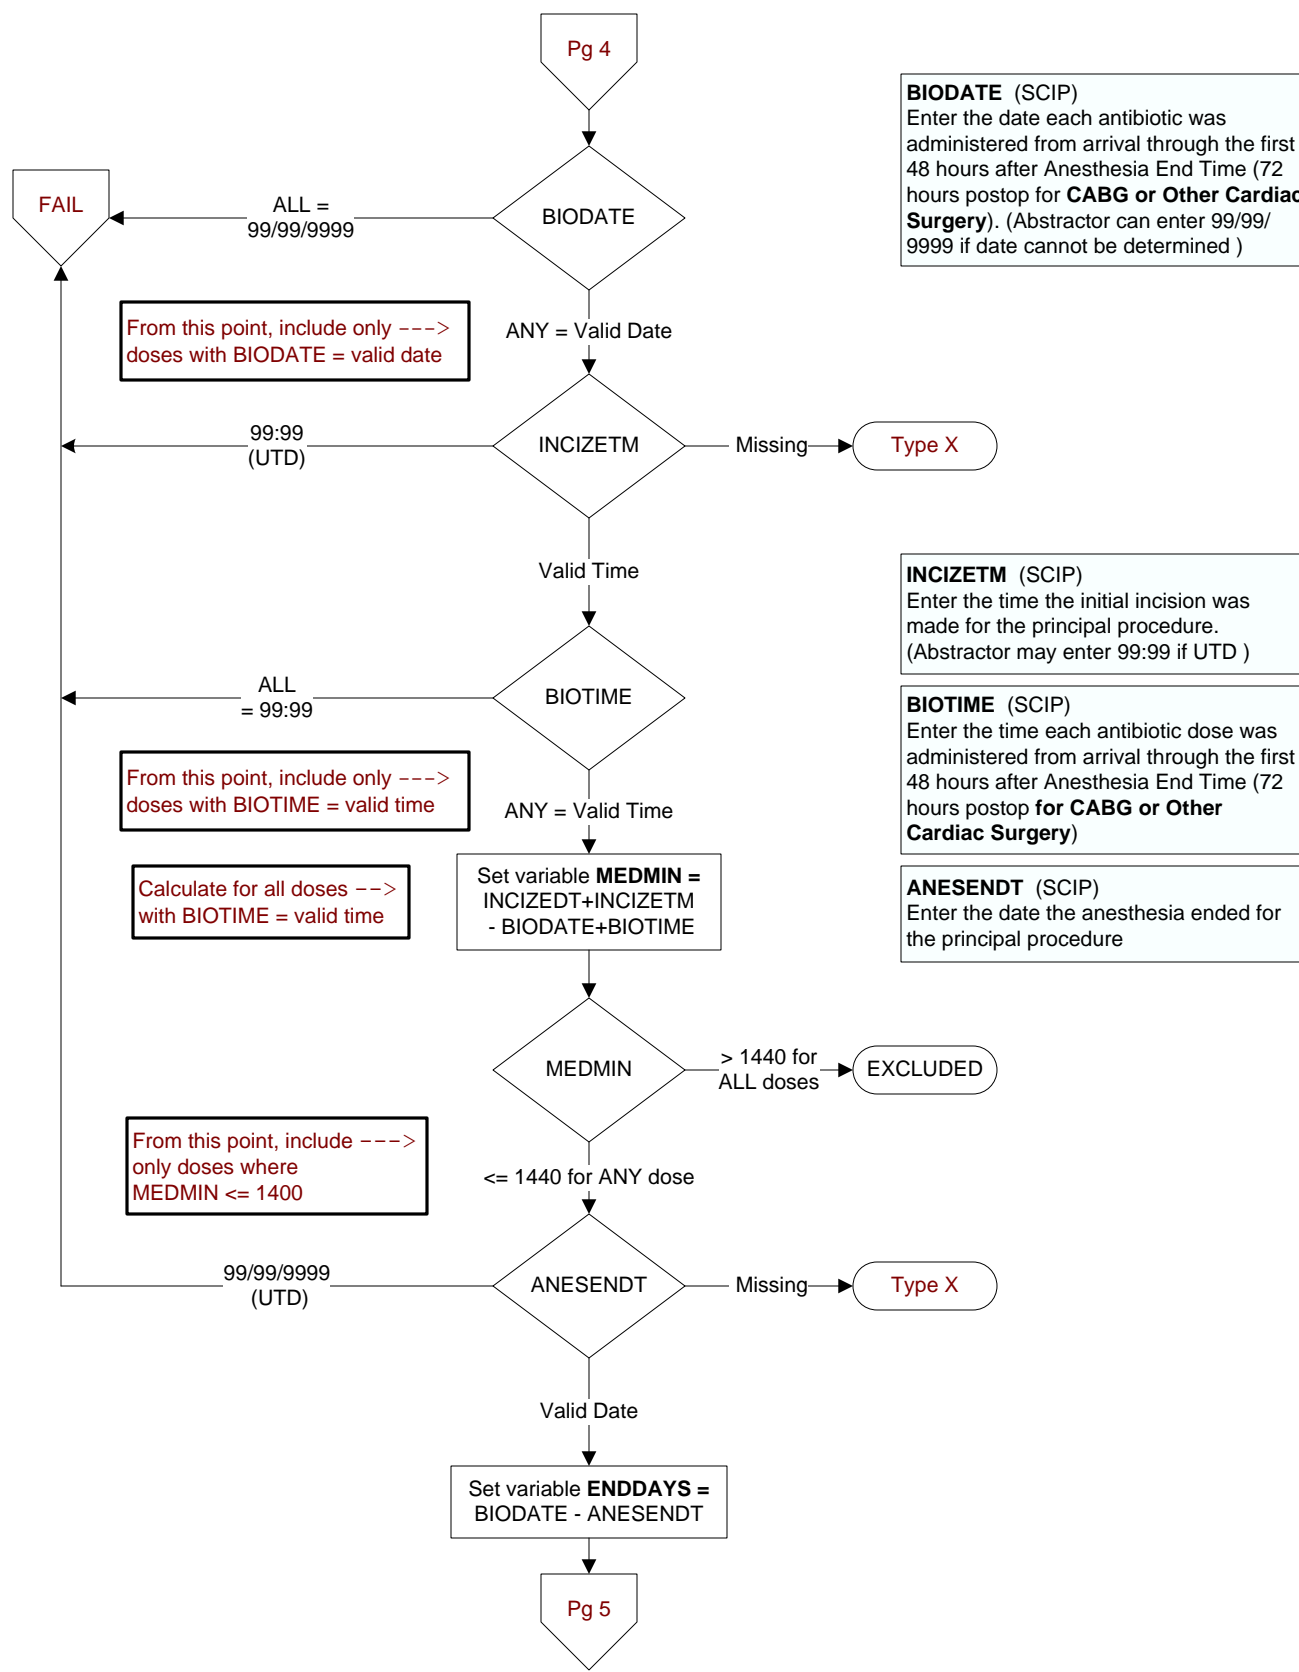 Pg 4
BIODATE (SCIP)
Enter the date each antibiotic was
administered from arrival through the first
48 hours after Anesthesia End Time (72
hours postop for CABG or Other Cardiac
Surgery). (Abstractor can enter 99/99/
9999 if date cannot be determined )
FAIL
ALL =
99/99/9999
BIODATE
From this point, include only --->
doses with BIODATE = valid date
ANY = Valid Date
99:99
(UTD)
INCIZETM
Missing
Type X
Valid Time
INCIZETM (SCIP)
Enter the time the initial incision was
made for the principal procedure.
(Abstractor may enter 99:99 if UTD )
ALL
= 99:99
BIOTIME
BIOTIME (SCIP)
Enter the time each antibiotic dose was
administered from arrival through the first
48 hours after Anesthesia End Time (72
hours postop for CABG or Other
Cardiac Surgery)
From this point, include only --->
doses with BIOTIME = valid time
ANY = Valid Time
Calculate for all doses -->
with BIOTIME = valid time
Set variable MEDMIN =
INCIZEDT+INCIZETM
- BIODATE+BIOTIME
ANESENDT (SCIP)
Enter the date the anesthesia ended for
the principal procedure
MEDMIN
> 1440 for
ALL doses
EXCLUDED
From this point, include --->
only doses where
MEDMIN <= 1400
<= 1440 for ANY dose
99/99/9999
(UTD)
ANESENDT
Missing
Type X
Valid Date
Set variable ENDDAYS =
BIODATE - ANESENDT
Pg 5